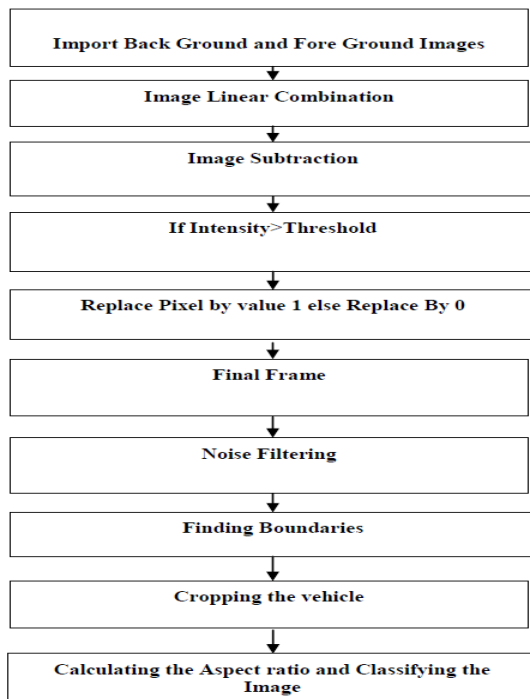 Import Back Ground and Fore Ground Images
Image Linear Combination
Image Subtraction
If Intensity>Threshold
Replace Pixel by value 1 else Replace By 0
Final Frame
Noise Filtering
Finding Boundaries
Cropping the vehicle
Calculating the Aspect ratio and Classifying the
Image